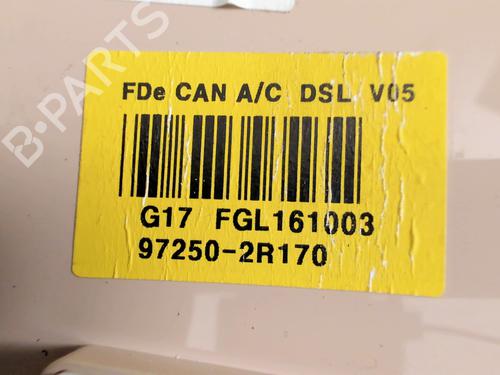 B-PARTS
FDe CAN A/C DSL V05
G17 FGL161003
97250-2R170